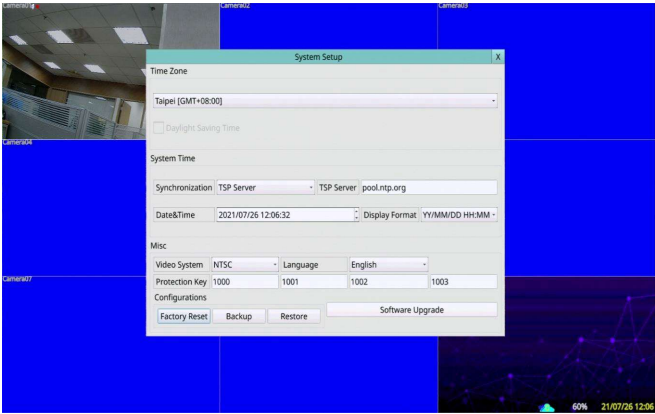 Camera01
Camera02
Camera03
System Setup X
Time Zone
Taipei [GMT+08:00]
Daylight Saving Time
Camera04
System Time
Synchronization TSP Server TSP Server pool.ntp.org
Date&Time 2021/07/26 12:06:32 Display Format YY/MM/DD HH:MM
Misc
Video System NTSC Language English
Camera07
Protection Key 1000 1001 1002 1003
Configurations
Factory Reset Backup Restore Software Upgrade
60% 21/07/26 12:06